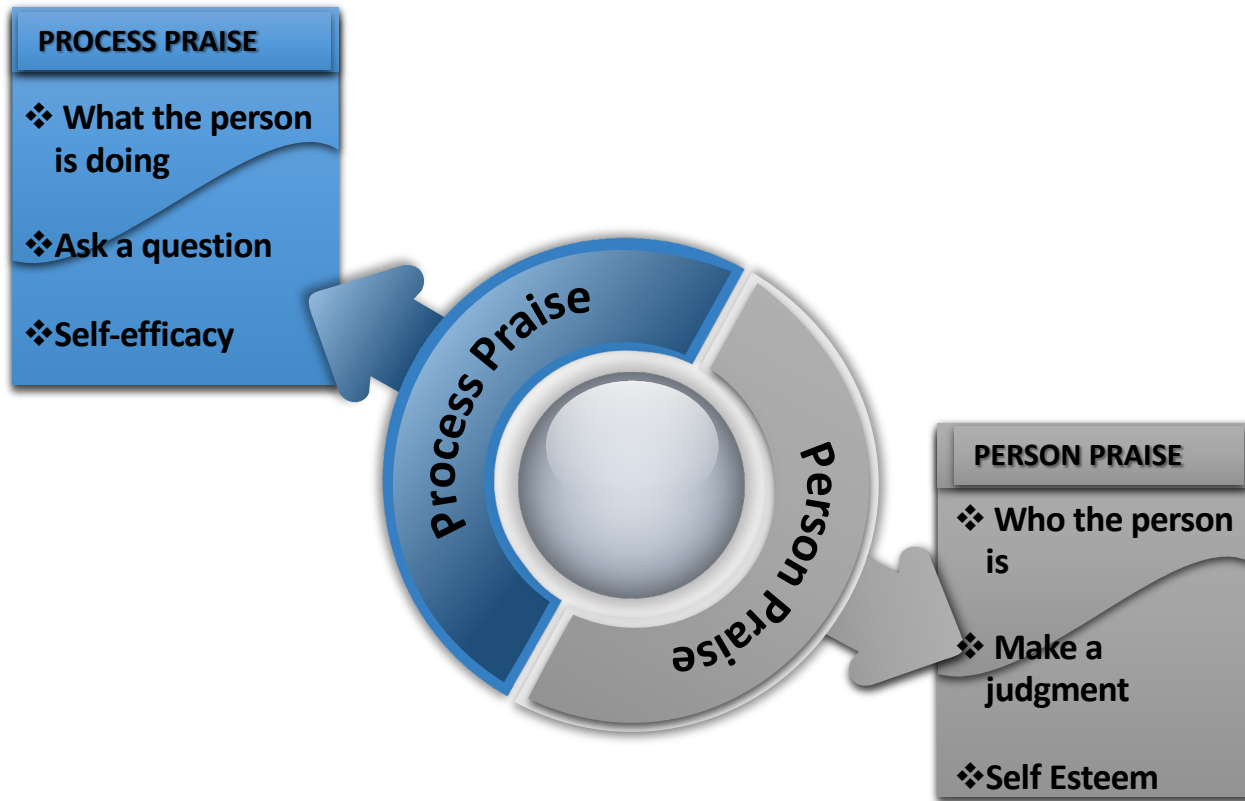 PROCESS PRAISE
❖ What the person
is doing
❖Ask a question
❖Self-efficacy
Process Praise
Person Praise
PERSON PRAISE
❖ Who the person
is
❖ Make a
judgment
❖Self Esteem